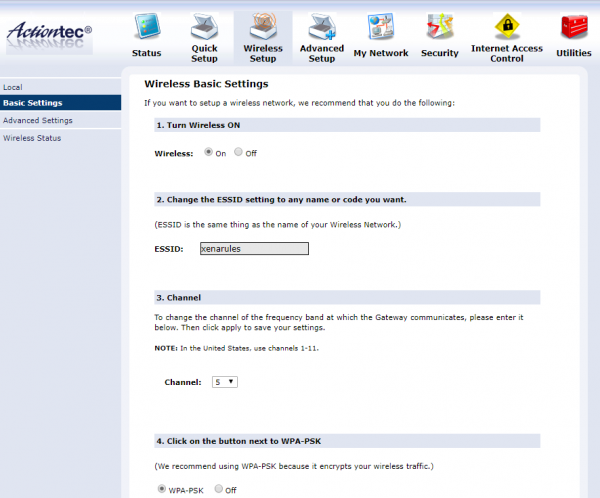 Actiontec®
Status
Quick Setup
Wireless Setup
Advanced Setup
My Network
Security
Internet Access Control
Utilities
Local
Basic Settings
Advanced Settings
Wireless Status
Wireless Basic Settings
If you want to setup a wireless network, we recommend that you do the following:
1. Turn Wireless ON
Wireless: On Off
2. Change the ESSID setting to any name or code you want.
(ESSID is the same thing as the name of your Wireless Network.)
ESSID: xenarules
3. Channel
To change the channel of the frequency band at which the Gateway communicates, please enter it
below. Then click apply to save your settings.
NOTE: In the United States, use channels 1-11.
Channel: 5
4. Click on the button next to WPA-PSK
(We recommend using WPA-PSK because it encrypts your wireless traffic.)
WPA-PSK Off